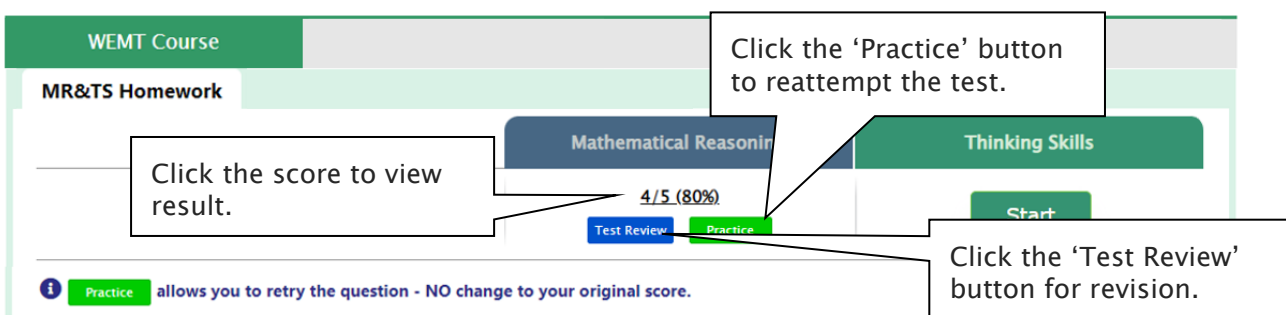 WEMT Course
Click the ‘Practice’ button
to reattempt the test.
MR&TS Homework
Mathematical
Thinking Skills
Click the score to view
result.
4/5 (80%)
Start
Test Review
Practice
Click the ‘Test Review’
button for revision.
Practice allows you to retry the question - NO change to your original score.